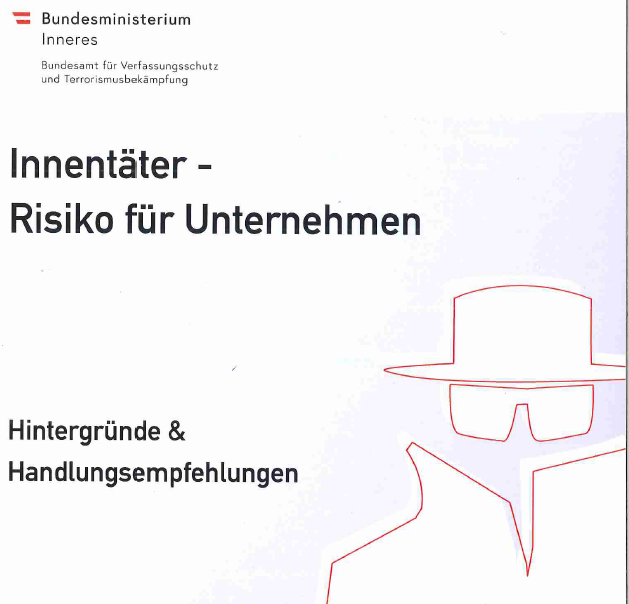 Bundesministerium
Inneres
Bundesamt für Verfassungsschutz
und Terrorismusbekämpfung
Innentäter -
Risiko für Unternehmen
Hintergründe &
Handlungsempfehlungen